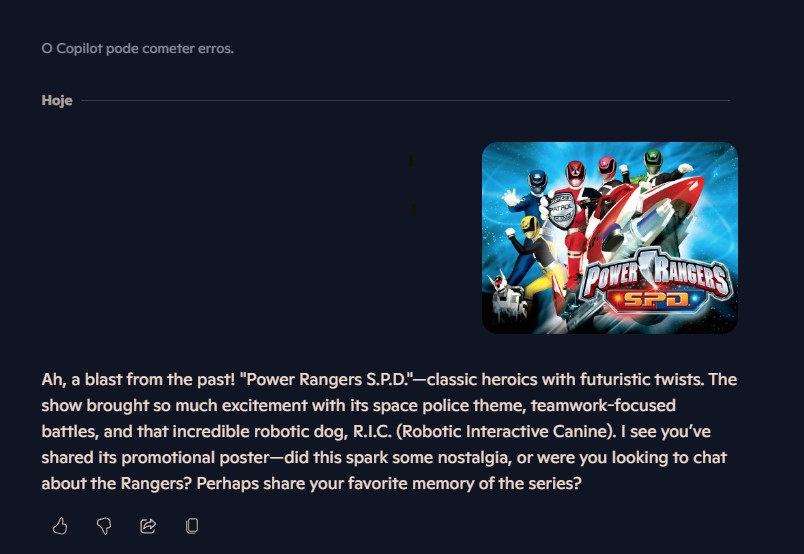 O Copilot pode cometer erros.
Hoje
PATROL
POWER RANGERS
S.P.D.
Ah, a blast from the past! "Power Rangers S.P.D."—classic heroics with futuristic twists. The
show brought so much excitement with its space police theme, teamwork-focused
battles, and that incredible robotic dog, R.I.C. (Robotic Interactive Canine). I see you’ve
shared its promotional poster—did this spark some nostalgia, or were you looking to chat
about the Rangers? Perhaps share your favorite memory of the series?